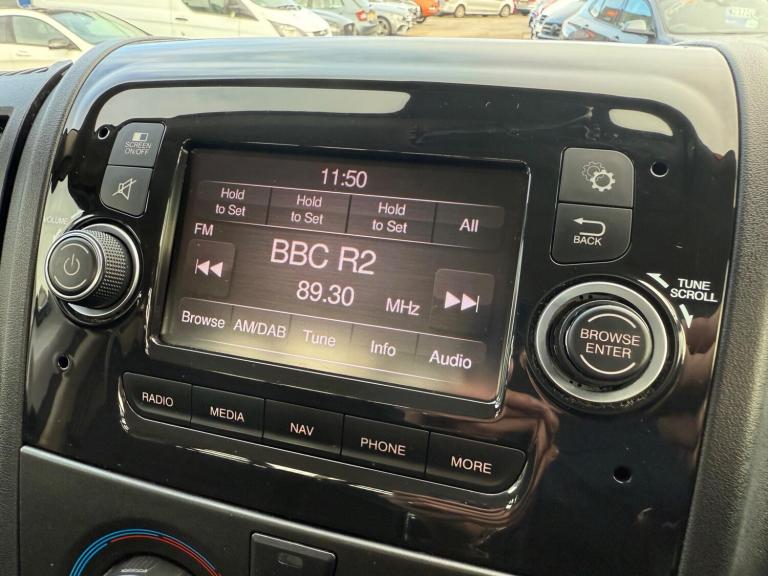 SCREEN
ON/OFF
VOLUME
11:50
Hold
to Set
Hold
to Set
Hold
to Set
All
FM
BBC R2
89.30 MHz
Browse AM/DAB Tune Info Audio
BACK
TUNE
SCROLL
BROWSE
ENTER
RADIO MEDIA NAV PHONE MORE